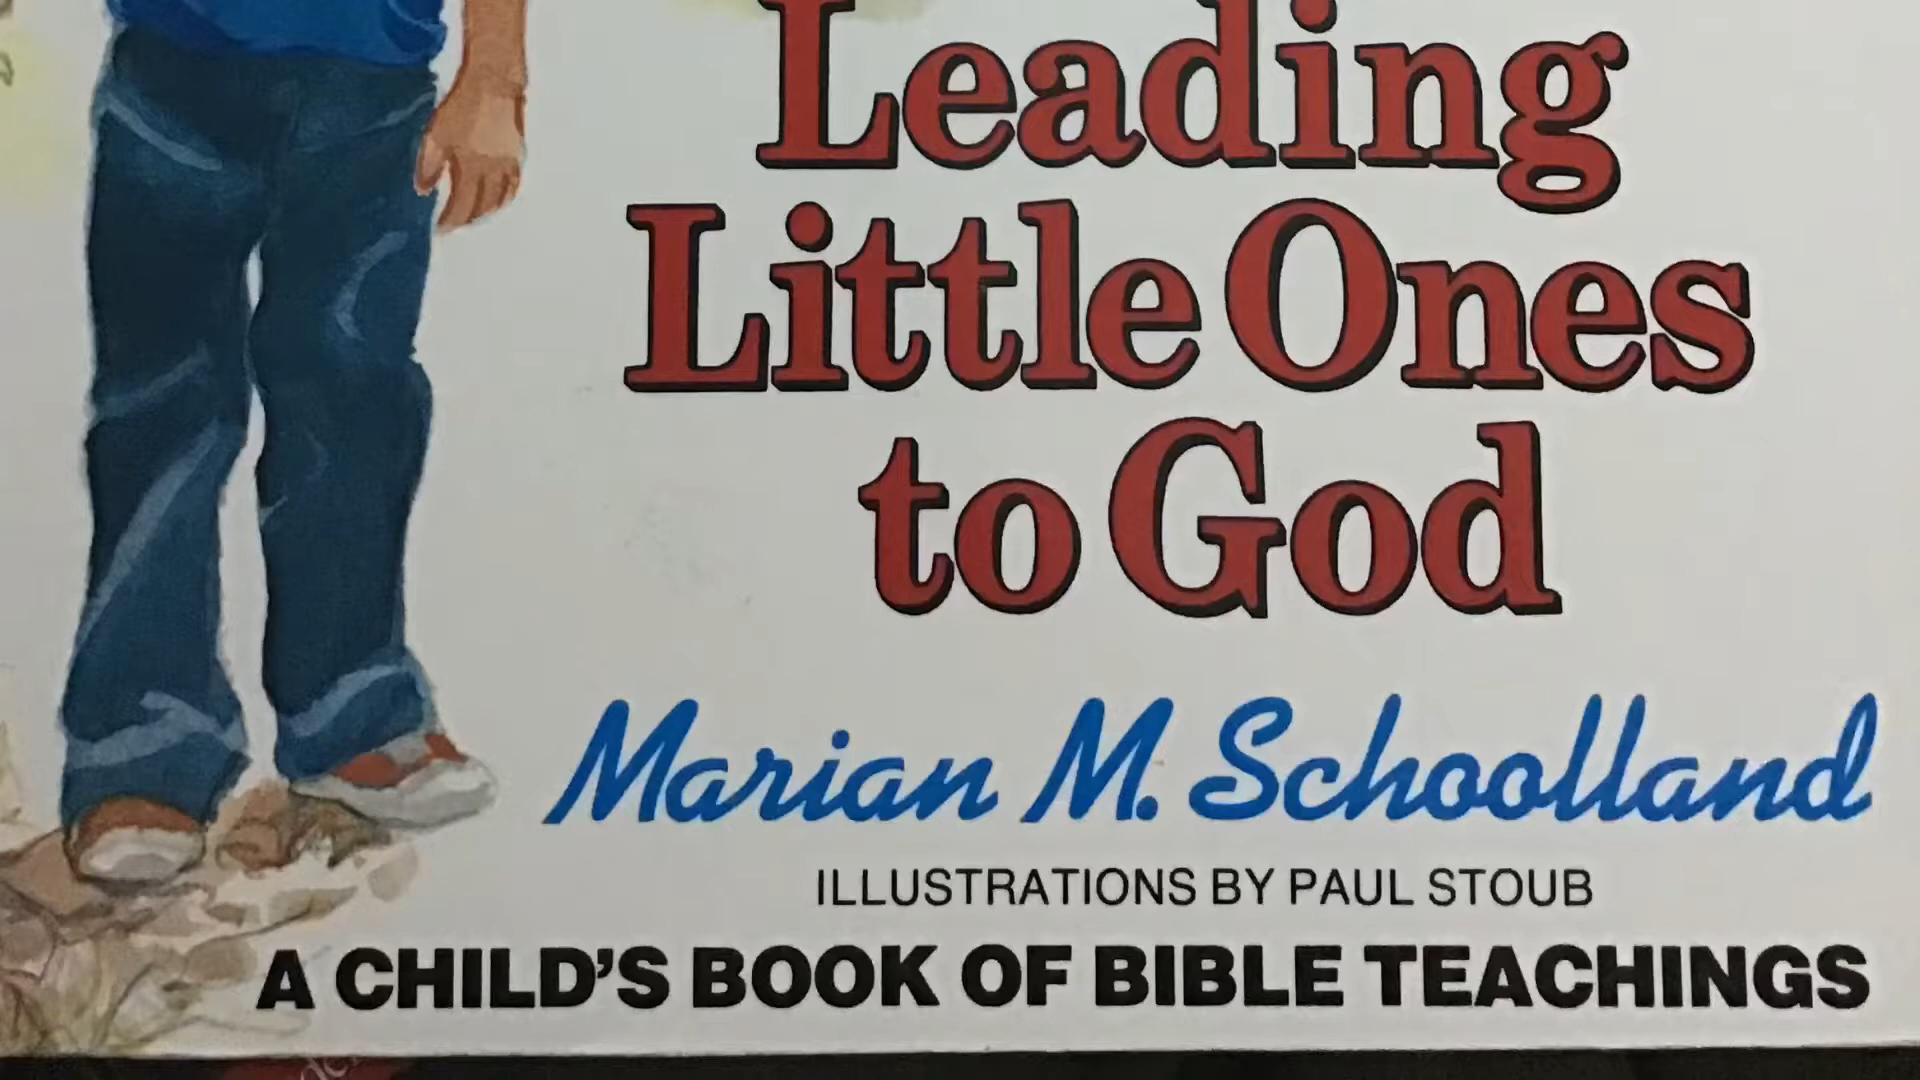 Leading
Little Ones
to God
Marian M. Schoolland
ILLUSTRATIONS BY PAUL STOUB
A CHILD'S BOOK OF BIBLE TEACHINGS